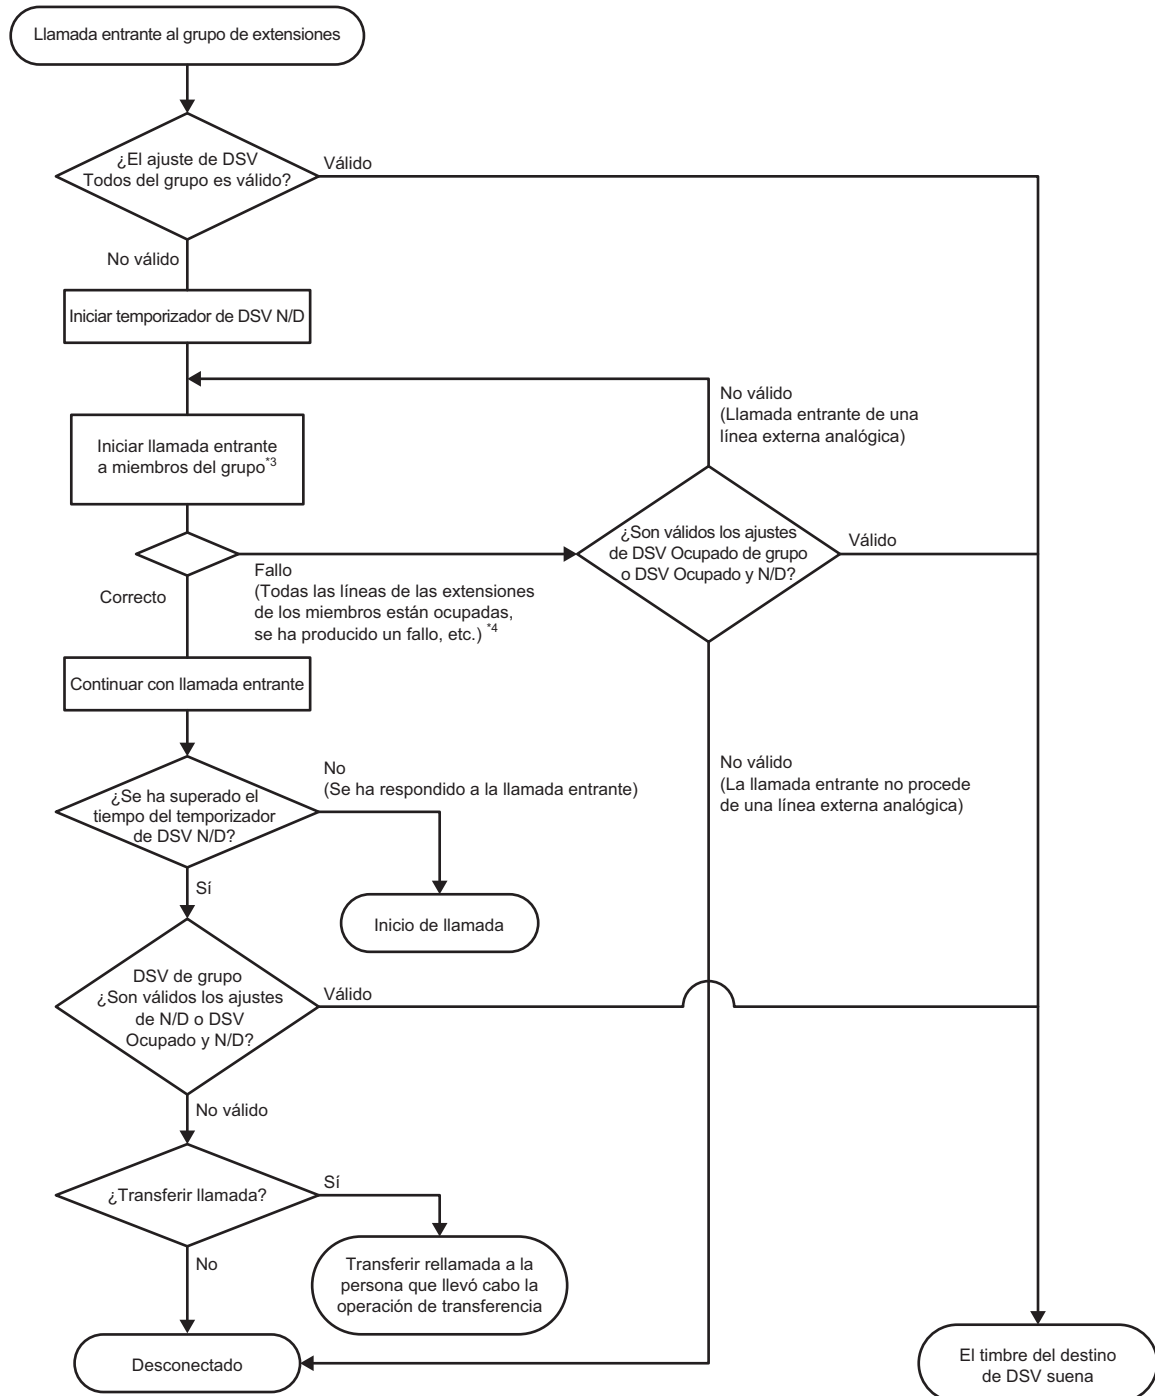 Llamada entrante al grupo de extensiones
¿El ajuste de DSV
Todos del grupo es válido?
Válido
No válido
Iniciar temporizador de DSV N/D
No válido
(Llamada entrante de una
línea externa analógica)
Iniciar llamada entrante
a miembros del grupo*3
¿Son válidos los ajustes
de DSV Ocupado de grupo
o DSV Ocupado y N/D?
Válido
Fallo
(Todas las líneas de las extensiones
de los miembros están ocupadas,
se ha producido un fallo, etc.) *4
Correcto
Continuar con llamada entrante
No válido
(La llamada entrante no procede
de una línea externa analógica)
No
(Se ha respondido a la llamada entrante)
¿Se ha superado el
tiempo del temporizador
de DSV N/D?
Sí
Inicio de llamada
DSV de grupo
¿Son válidos los ajustes
de N/D o DSV
Ocupado y N/D?
Válido
No válido
¿Transferir llamada?
Sí
No
Transferir rellamada a la
persona que llevó cabo la
operación de transferencia
Desconectado
El timbre del destino
de DSV suena